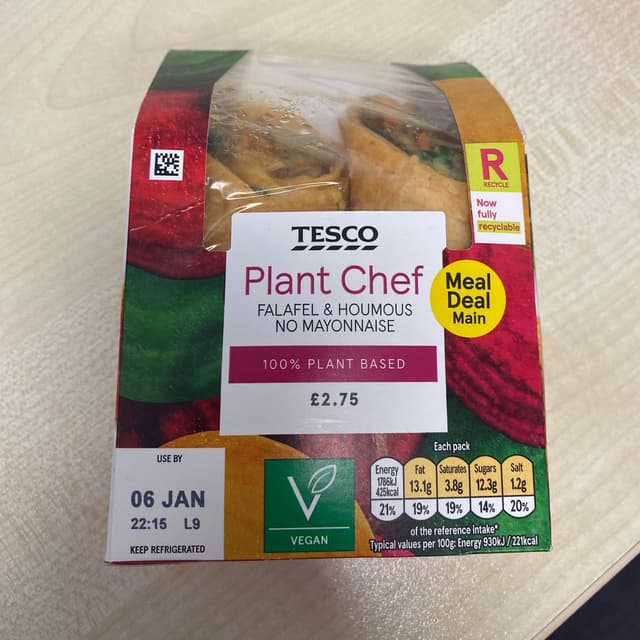 R
RECYCLE
Now
fully
recyclable
TESCO
Plant Chef
FALAFEL & HOUMOUS
NO MAYONNAISE
100% PLANT BASED
£2.75
Meal
Deal
Main
USE BY
06 JAN
22:15 L9
KEEP REFRIGERATED
V
VEGAN
Each pack
Energy Fat Saturates Sugars Salt
1786kJ
425kcal 13.1g 3.8g 12.3g 1.2g
21% 19% 19% 14% 20%
of the reference intake*
Typical values per 100g: Energy 930kJ / 221kcal